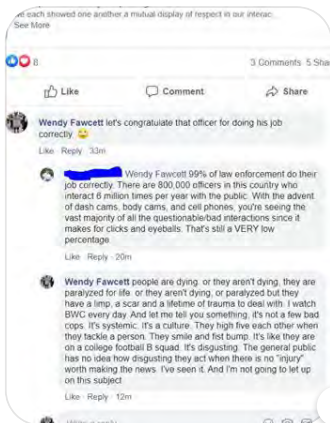 we each showed one another a mutual display of respect in our interac
See More
8
3 Comments 5 Sha
Like
Comment
Share
Wendy Fawcett let's congratulate that officer for doing his job
correctly 🙄
Like Reply 33m
Wendy Fawcett 99% of law enforcement do their
job correctly. There are 800,000 officers in this country who
interact 6 million times per year with the public. With the advent
of dash cams, body cams, and cell phones, you're seeing the
vast majority of all the questionable/bad interactions since it
makes for clicks and eyeballs. That's still a VERY low
percentage.
Like Reply 20m
Wendy Fawcett people are dying. or they aren't dying, they are
paralyzed for life. or they aren't dying, or paralyzed but they
have a limp, a scar and a lifetime of trauma to deal with. I watch
BWC every day. And let me tell you something, it's not a few bad
cops. It's systemic. It's a culture. They high five each other when
they tackle a person. They smile and fist bump. It's like they are
on a college football B squad. It's disgusting. The general public
has no idea how disgusting they act when there is no "injury"
worth making the news. I've seen it. And I'm not going to let up
on this subject
Like Reply 12m